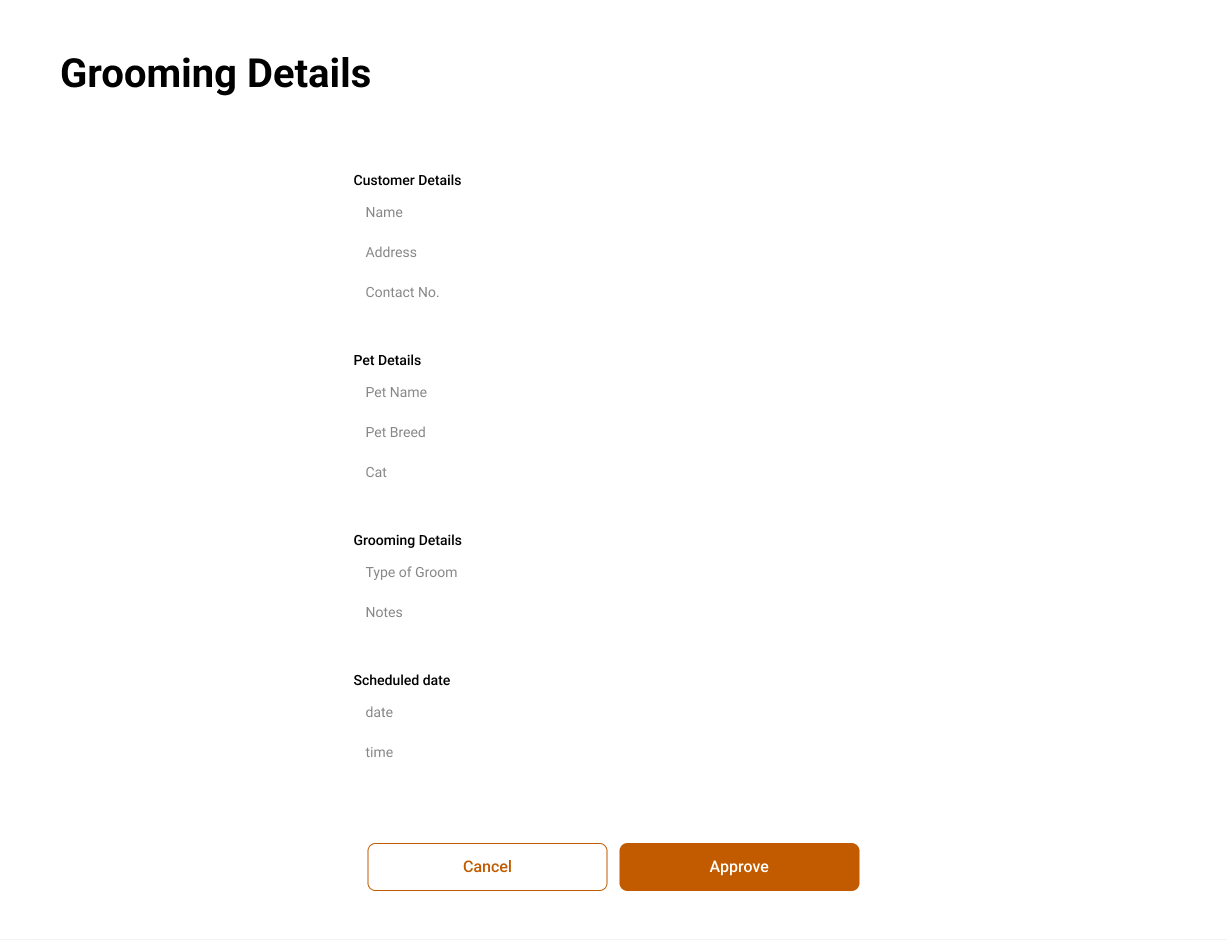 Grooming Details
Customer Details
Name
Address
Contact No.
Pet Details
Pet Name
Pet Breed
Cat
Grooming Details
Type of Groom
Notes
Scheduled date
date
time
Cancel
Approve